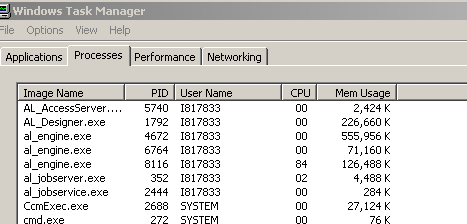 Windows Task Manager
File Options View Help
Applications Processes Performance Networking
Image Name PID User Name CPU Mem Usage
AL_AccessServer.... 5740 I817833 00 2,424 K
AL_Designer.exe 1792 I817833 00 226,660 K
al_engine.exe 4672 I817833 00 555,956 K
al_engine.exe 6764 I817833 00 71,160 K
al_engine.exe 8116 I817833 84 126,488 K
al_jobserver.exe 352 I817833 02 4,488 K
al_jobservice.exe 2444 I817833 00 284 K
CcmExec.exe 2688 SYSTEM 00 27,124 K
cmd.exe 272 SYSTEM 00 76 K